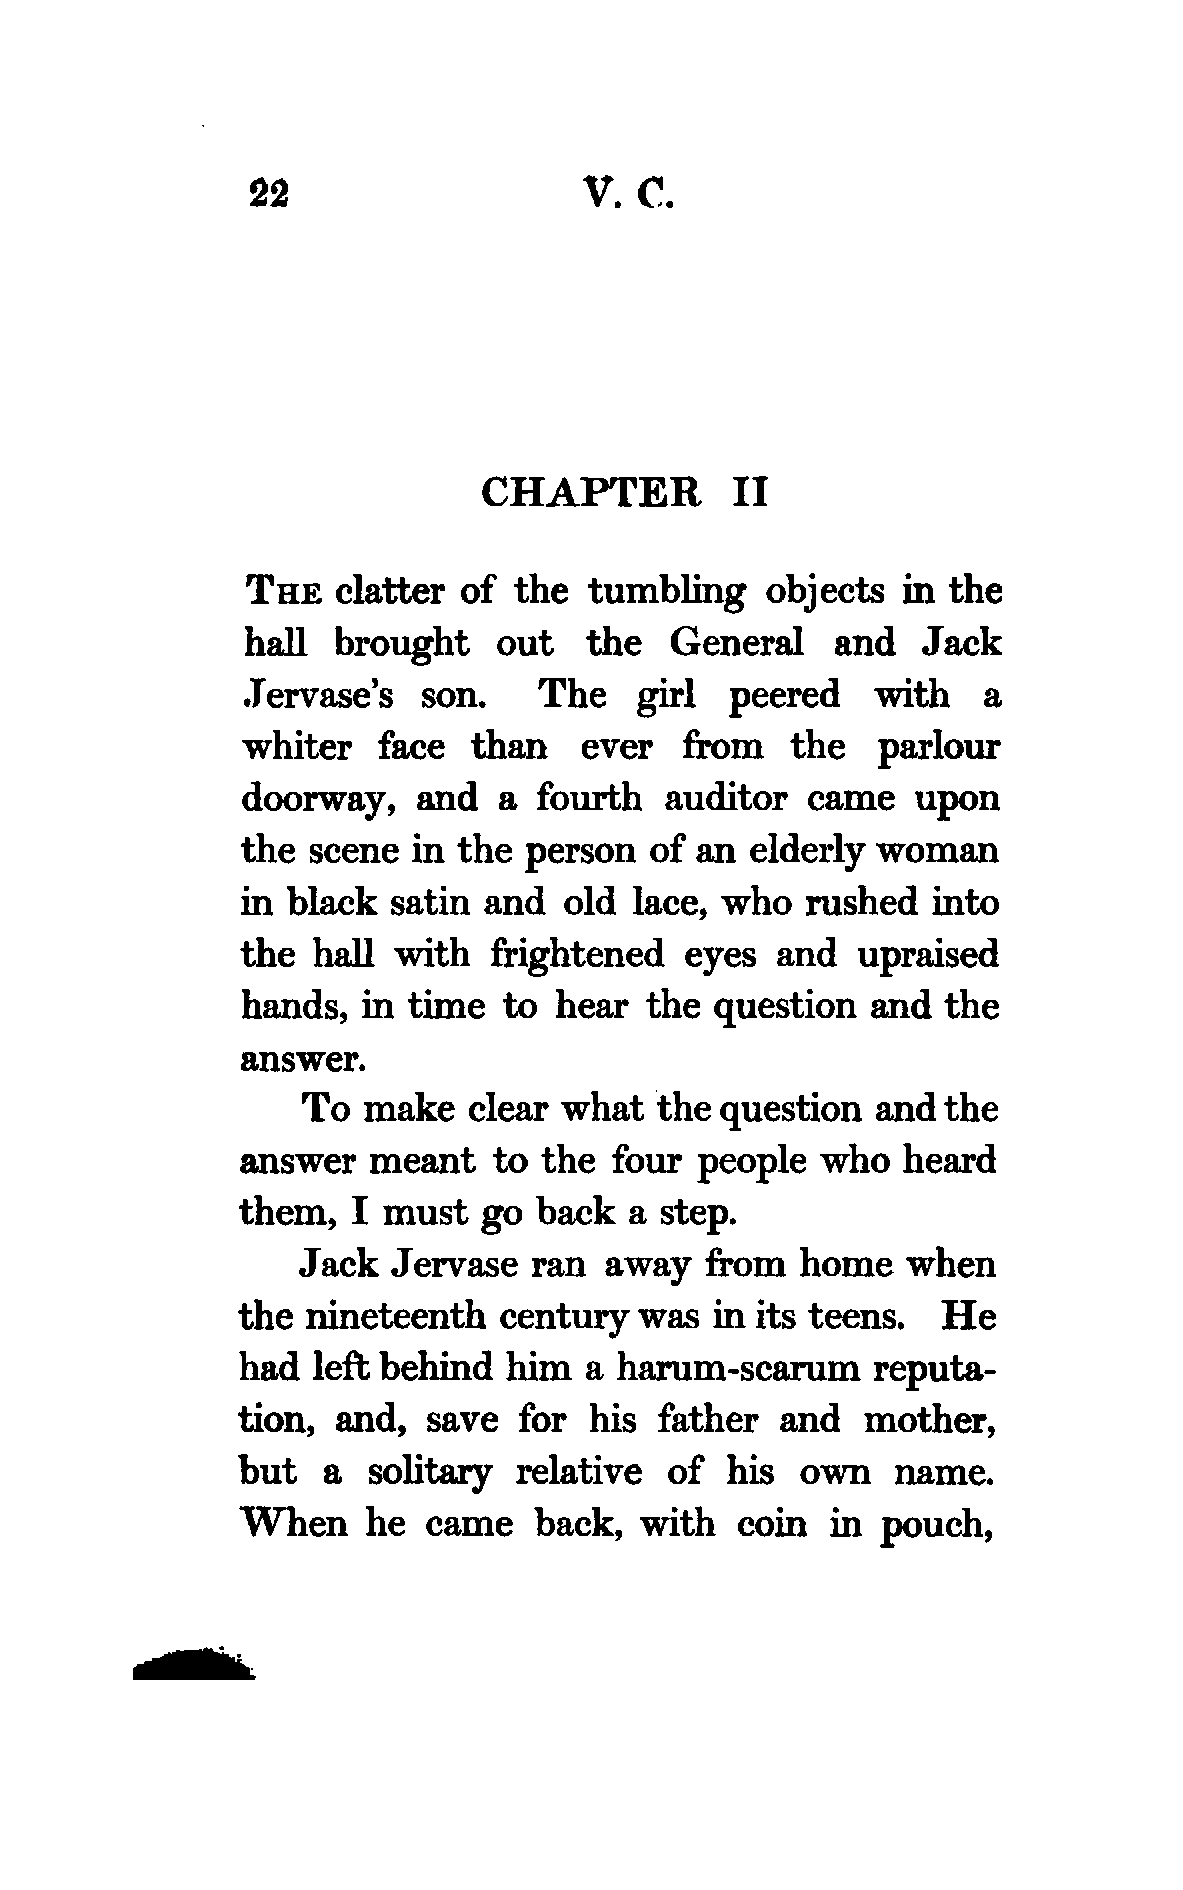 22 V. C.
CHAPTER II
THE clatter of the tumbling objects in the
hall brought out the General and Jack
Jervase's son. The girl peered with a
whiter face than ever from the parlour
doorway, and a fourth auditor came upon
the scene in the person of an elderly woman
in black satin and old lace, who rushed into
the hall with frightened eyes and upraised
hands, in time to hear the question and the
answer.
To make clear what the question and the
answer meant to the four people who heard
them, I must go back a step.
Jack Jervase ran away from home when
the nineteenth century was in its teens. He
had left behind him a harum-scarum reputa-
tion, and, save for his father and mother,
but a solitary relative of his own name.
When he came back, with coin in pouch,